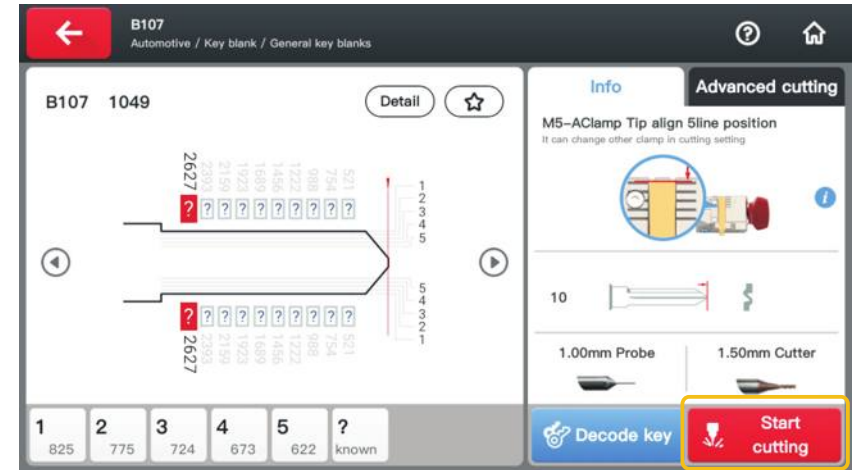 B107
Automotive / Key blank / General key blanks
B107 1049
Detail
2627 2393 2159 1923 1689 1456 1222 988 754 521
? ? ? ? ? ? ? ? ? ?
1
2
3
4
5
5
4
3
2
1
? ? ? ? ? ? ? ? ? ?
2627 2393 2159 1923 1689 1456 1222 988 754 521
1 2 3 4 5 ?
825 775 724 673 622 known
Info
Advanced cutting
M5-AClamp Tip align 5line position
It can change other clamp in cutting setting
10
1.00mm Probe
1.50mm Cutter
Decode key
Start
cutting